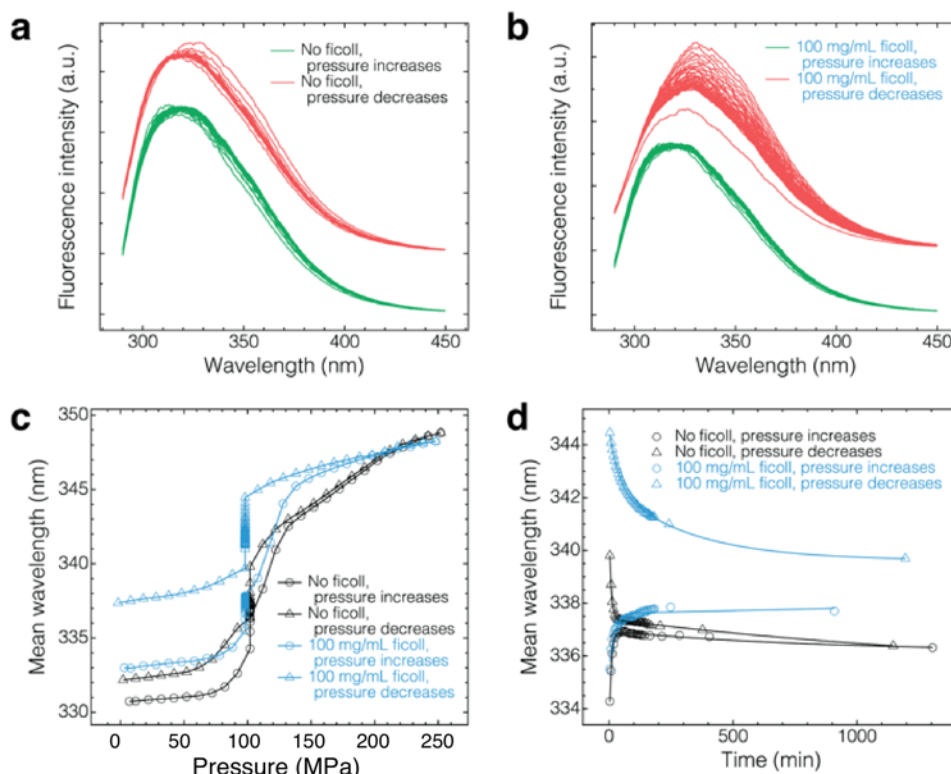 a
Fluorescence intensity (a.u.)
No ficoll,
pressure increases
No ficoll,
pressure decreases
300
350
400
450
Wavelength (nm)
b
Fluorescence intensity (a.u.)
100 mg/mL ficoll,
pressure increases
100 mg/mL ficoll,
pressure decreases
300
350
400
450
Wavelength (nm)
c
Mean wavelength (nm)
350
345
340
335
330
No ficoll,
pressure increases
No ficoll,
pressure decreases
100 mg/mL ficoll,
pressure increases
100 mg/mL ficoll,
pressure decreases
0
50
100
150
200
250
Pressure (MPa)
d
Mean wavelength (nm)
344
342
340
338
336
334
No ficoll, pressure increases
No ficoll, pressure decreases
100 mg/mL ficoll, pressure increases
100 mg/mL ficoll, pressure decreases
0
500
1000
Time (min)